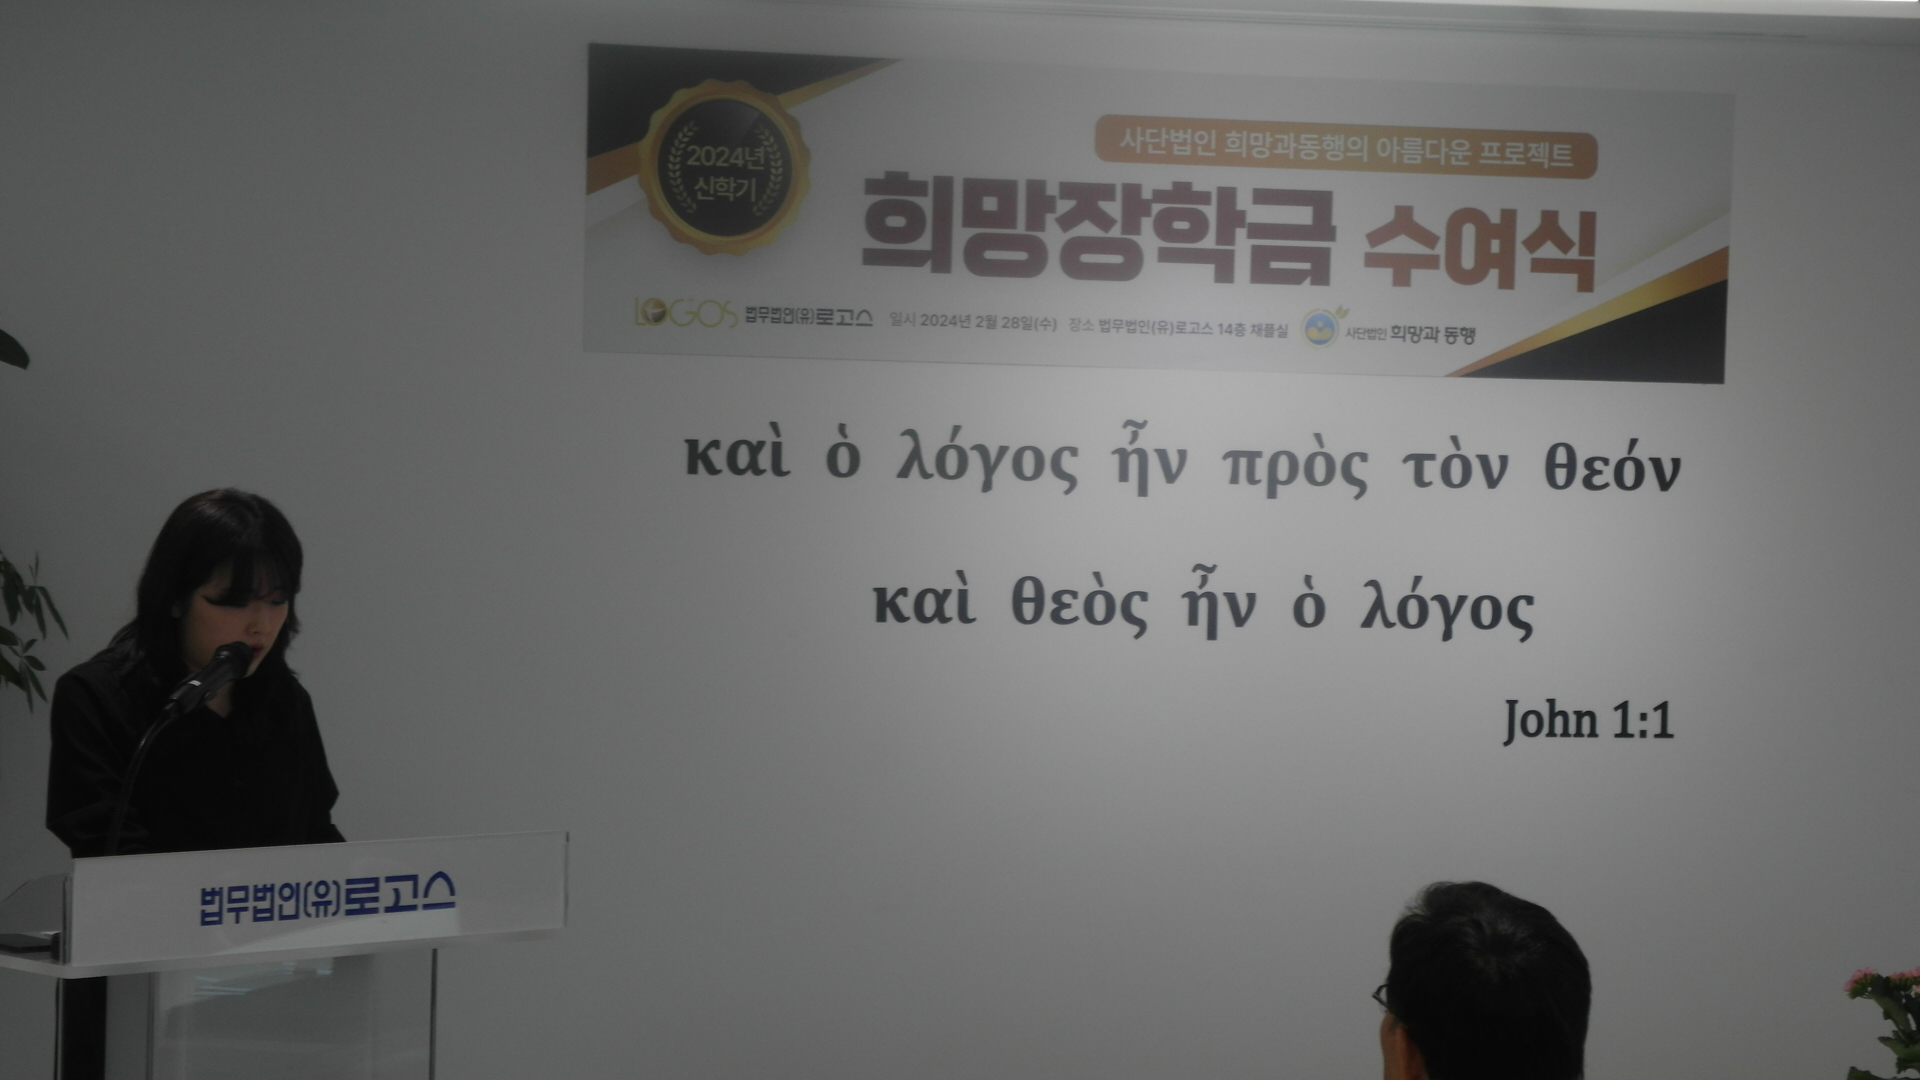 2024년
신학기
사단법인 희망과동행의 아름다운 프로젝트
희망장학금 수여식
LOGOS 법무법인(유)로고스 일시 2024년 2월 28일(수) 장소 법무법인(유)로고스 14층 채플실 사단법인 희망과 동행
καὶ ὁ λόγος ἦν πρὸς τὸν θεόν
καὶ θεὸς ἦν ὁ λόγος
John 1:1
법무법인(유)로고스